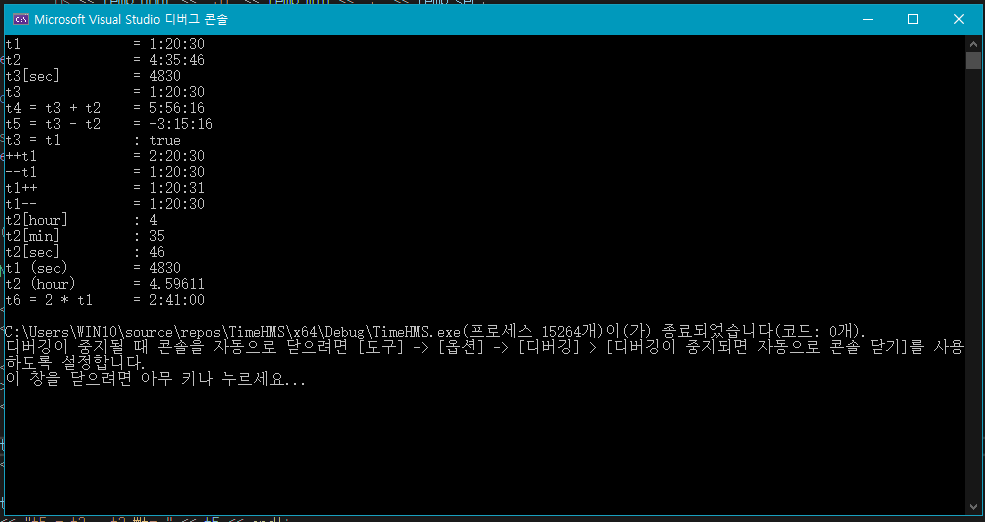 Microsoft Visual Studio 디버그 콘솔
t1 = 1:20:30
t2 = 4:35:46
t3[sec] = 4830
t3 = 1:20:30
t4 = t3 + t2 = 5:56:16
t5 = t3 - t2 = -3:15:16
t3 = t1 : true
++t1 = 2:20:30
--t1 = 1:20:30
t1++ = 1:20:31
t1-- = 1:20:30
t2[hour] : 4
t2[min] : 35
t2[sec] : 46
t1 (sec) = 4830
t2 (hour) = 4.59611
t6 = 2 * t1 = 2:41:00
C:\Users\WIN10\source\repos\TimeHMS\x64\Debug\TimeHMS.exe(프로세스 15264개)이(가) 종료되었습니다(코드: 0개).
디버깅이 중지될 때 콘솔을 자동으로 닫으려면 [도구] -> [옵션] -> [디버깅] > [디버깅이 중지되면 자동으로 콘솔 닫기]를 사용
하도록 설정합니다.
이 창을 닫으려면 아무 키나 누르세요...